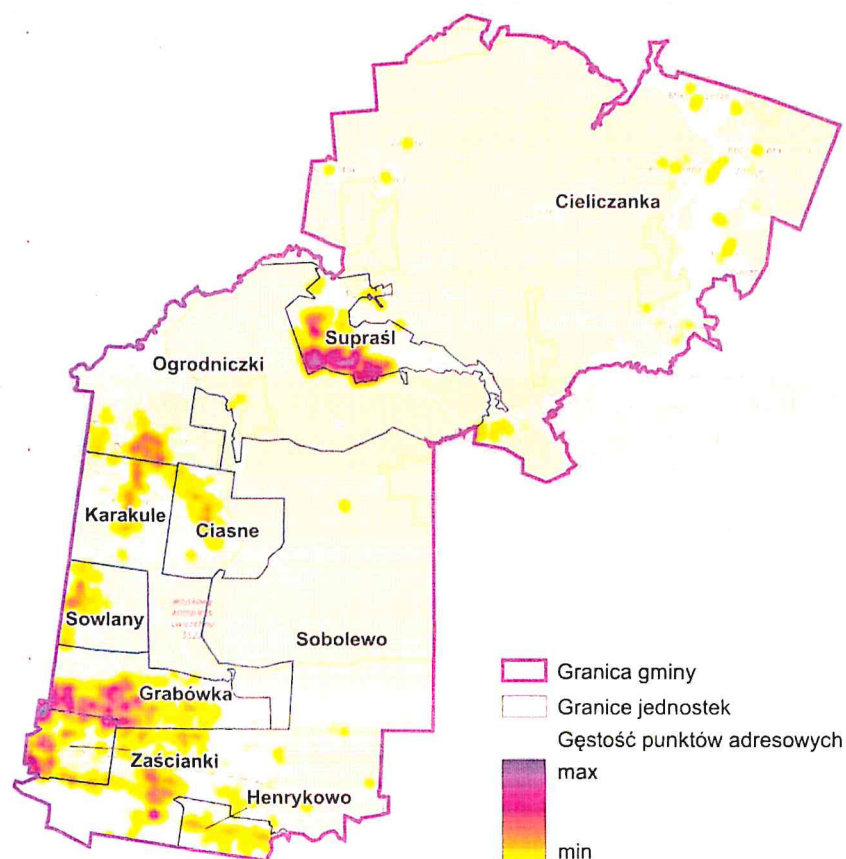 Cieliczanka
Supraśl
Ogrodniczki
Karakule
Ciasne
Sowlany
Sobolewo
Grabówka
Zaścianki
Henrykowo
Granica gminy
Granice jednostek
Gęstość punktów adresowych
max
min